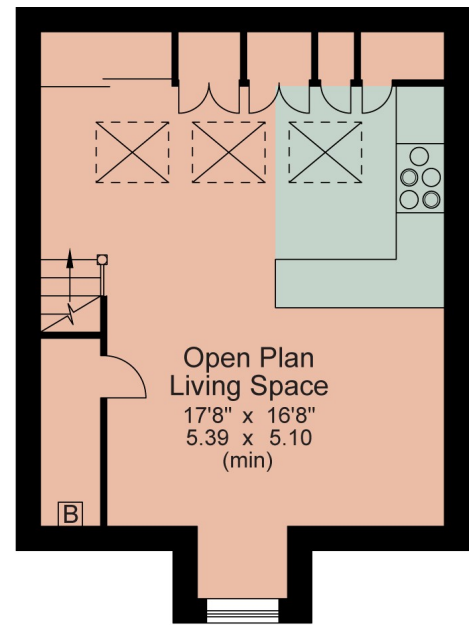 Open Plan
Living Space
17'8" x 16'8"
5.39 x 5.10
(min)
B